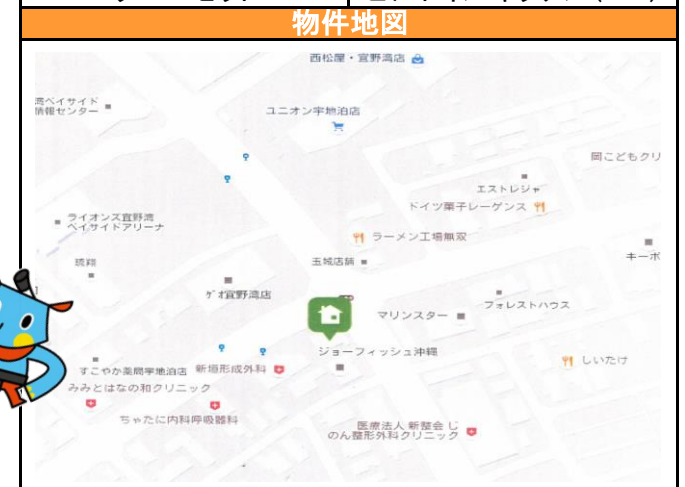 物件地図
西松屋・宜野湾店
湾ベイサイド
情報センター
ユニオン宇地泊店
岡こどもクリ
エストレジャ
ドイツ菓子レーゲンス
ライオンズ宜野湾
ベイサイドアリーナ
ラーメン工場無双
琉翔
玉城店舗
キーポ
ゲオ宜野湾店
マリンスター
フォレストハウス
ジョーフィッシュ沖縄
すこやか薬局宇地泊店
新垣形成外科
しいたけ
みみとはなの和クリニック
ちゃたに内科呼吸器科
医療法人 新整会 じ
のん整形外科クリニック